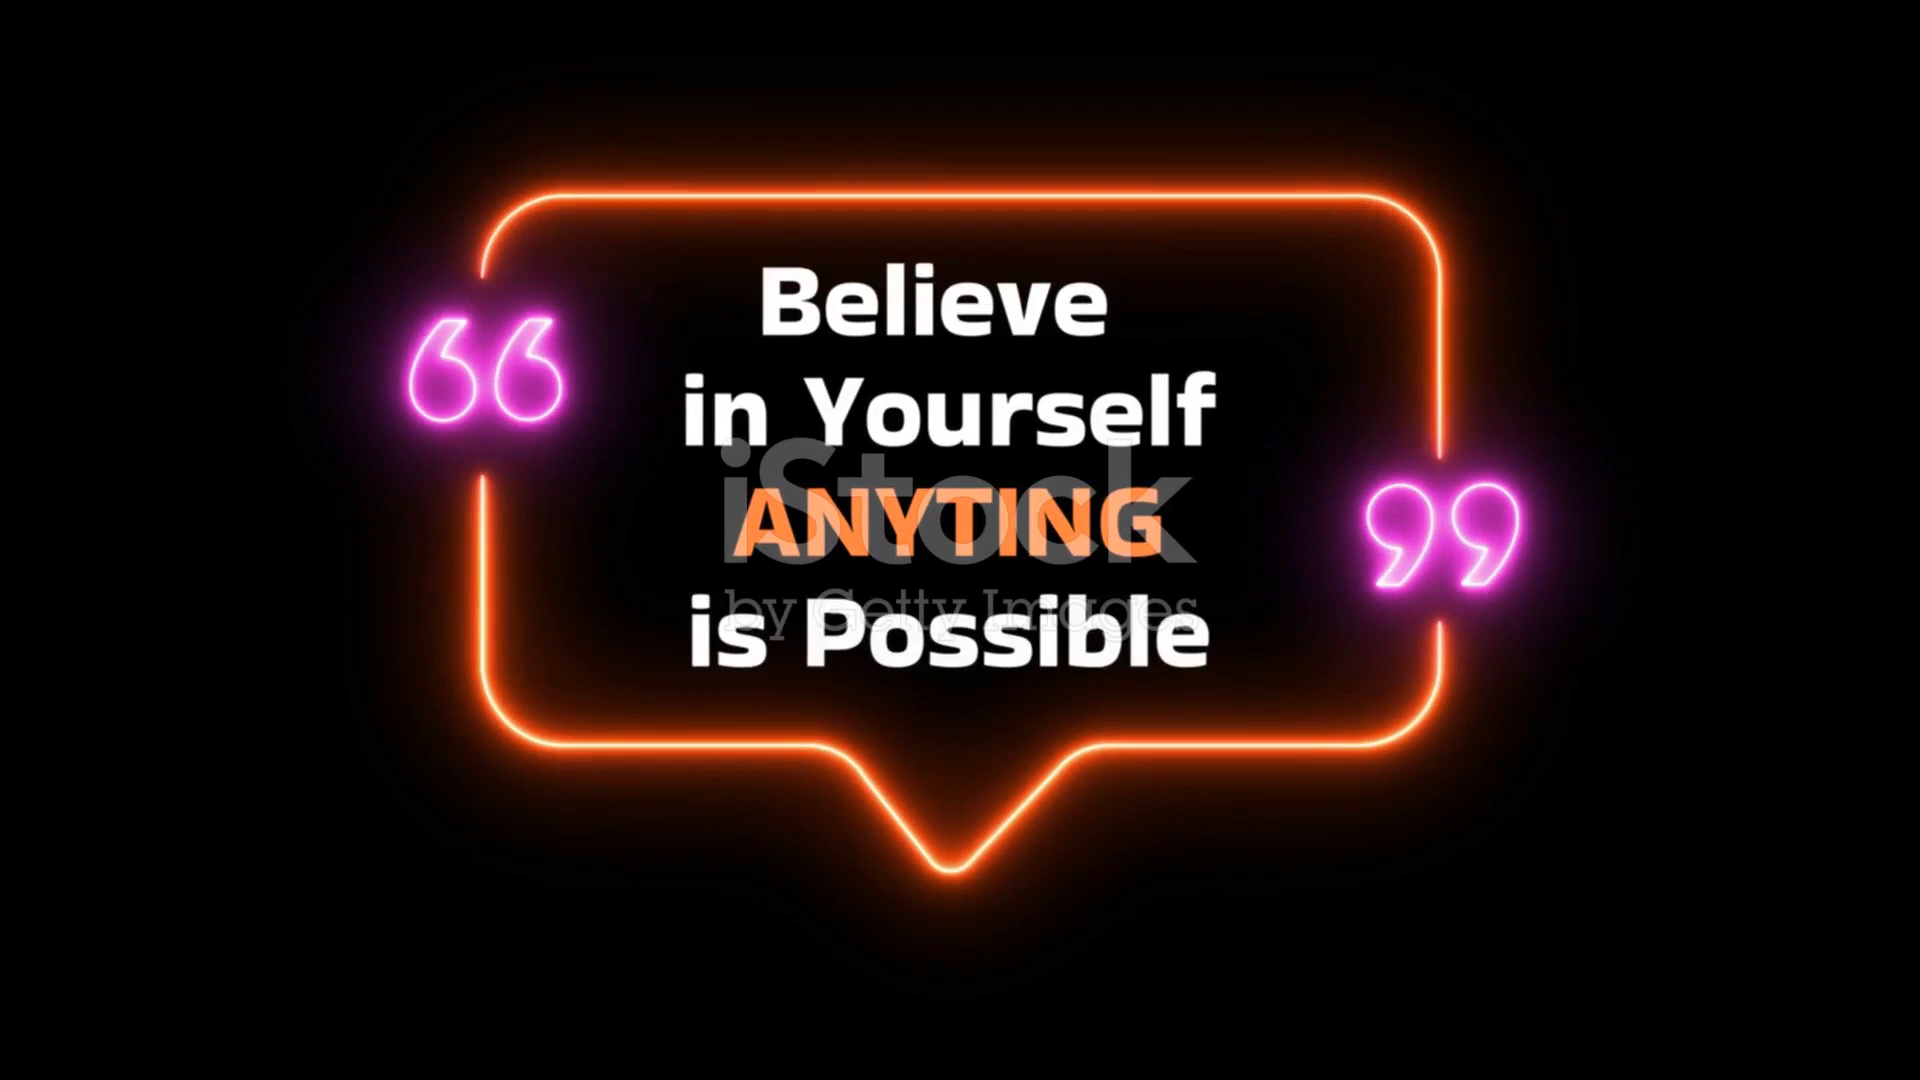 Believe
in Yourself
ANYTING
is Possible
iStock
by Getty Images